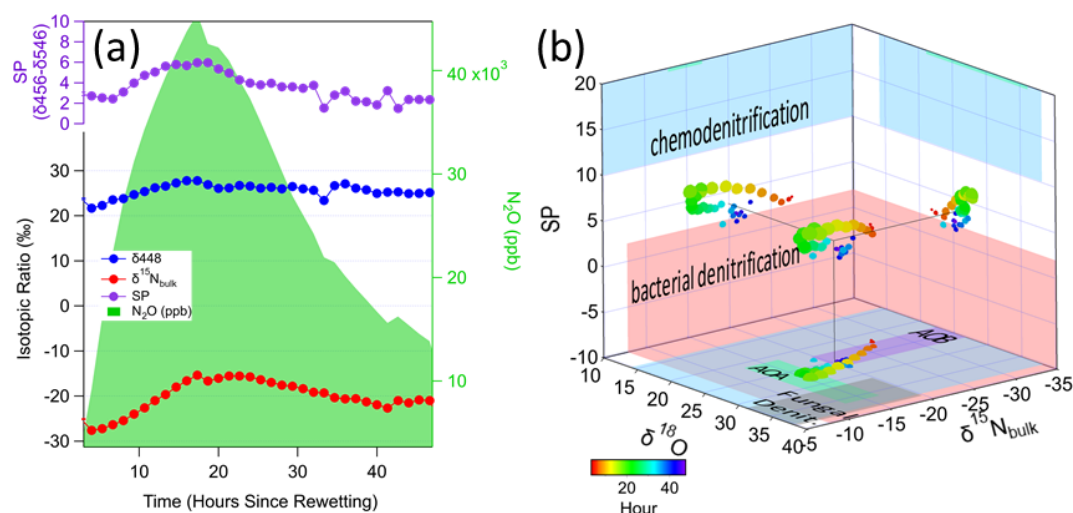 (a)
SP
(δ456-δ546)
10
8
6
4
2
0
Isotopic Ratio (‰)
30
20
10
0
-10
-20
-30
δ448
δ¹⁵N_bulk
SP
N₂O (ppb)
40 x10³
30
20
10
N₂O (ppb)
10
20
30
40
Time (Hours Since Rewetting)
(b)
SP
20
15
10
5
0
-5
-10
chemodenitrification
bacterial denitrification
AOA
AOB
Fungal
Denit.
10
15
20
25
30
35
40
δ ¹⁸O
-5
-10
-15
-20
-25
-30
-35
δ¹⁵N_bulk
20
40
Hour